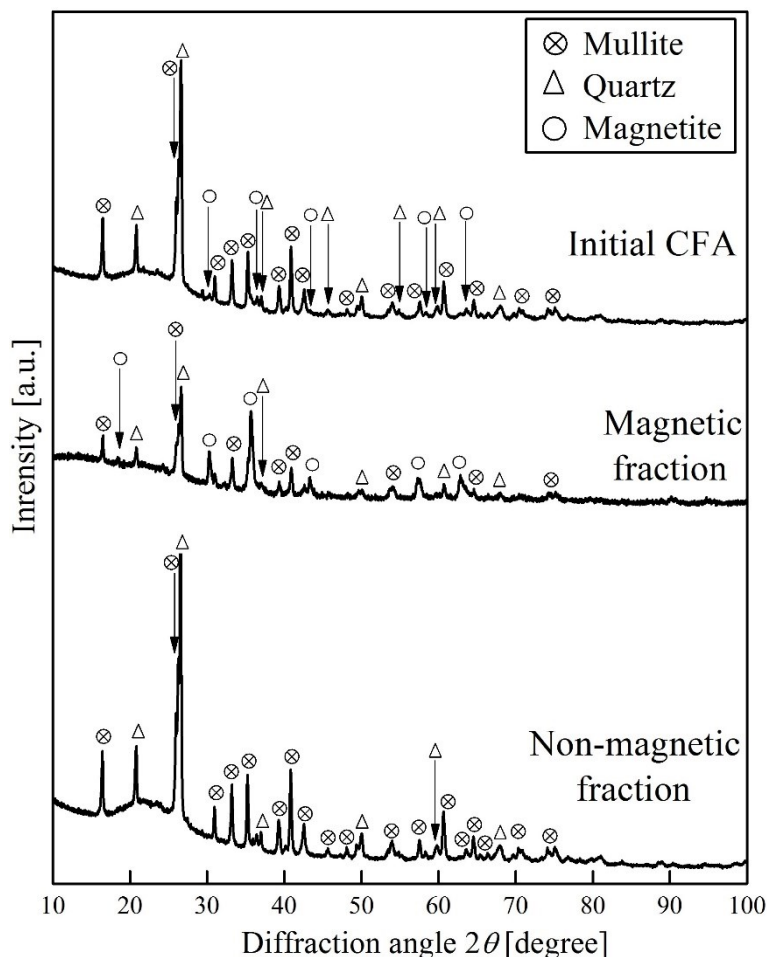 Mullite
Quartz
Magnetite
Initial CFA
Magnetic
fraction
Non-magnetic
fraction
Inrensity [a.u.]
10 20 30 40 50 60 70 80 90 100
Diffraction angle 2θ [degree]